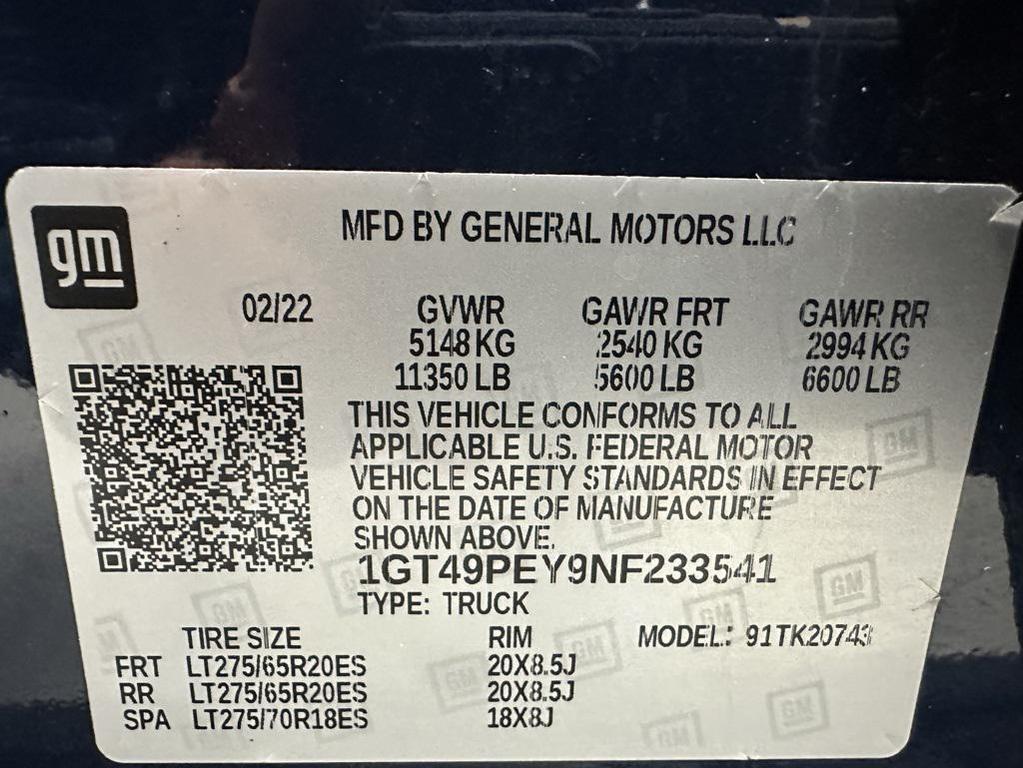 gm
MFD BY GENERAL MOTORS LLC
02/22 GVWR GAWR FRT GAWR RR
5148 KG 2540 KG 2994 KG
11350 LB 5600 LB 6600 LB
THIS VEHICLE CONFORMS TO ALL
APPLICABLE U.S. FEDERAL MOTOR
VEHICLE SAFETY STANDARDS IN EFFECT
ON THE DATE OF MANUFACTURE
SHOWN ABOVE.
1GT49PEY9NF233541
TYPE: TRUCK
TIRE SIZE RIM MODEL: 91TK20743
FRT LT275/65R20ES 20X8.5J
RR LT275/65R20ES 20X8.5J
SPA LT275/70R18ES 18X8J